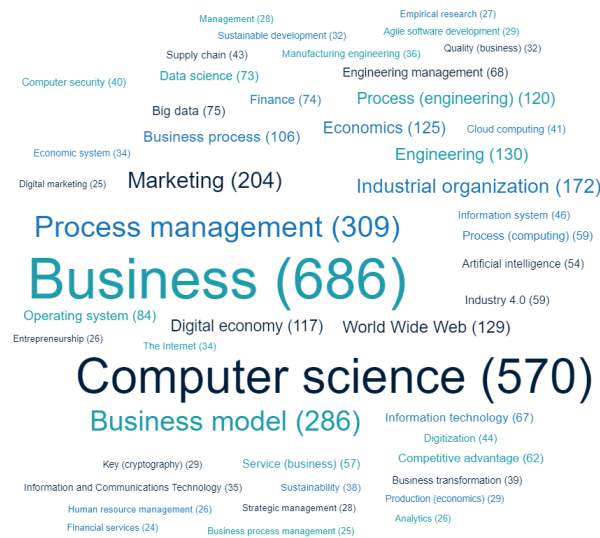 Management (28)
Empirical research (27)
Sustainable development (32)
Agile software development (29)
Supply chain (43)
Manufacturing engineering (36)
Quality (business) (32)
Computer security (40)
Data science (73)
Engineering management (68)
Big data (75)
Finance (74)
Process (engineering) (120)
Business process (106)
Economics (125)
Cloud computing (41)
Economic system (34)
Engineering (130)
Digital marketing (25)
Marketing (204)
Industrial organization (172)
Process management (309)
Information system (46)
Process (computing) (59)
Business (686)
Artificial intelligence (54)
Industry 4.0 (59)
Operating system (84)
Digital economy (117)
World Wide Web (129)
Entrepreneurship (26)
The Internet (34)
Computer science (570)
Business model (286)
Information technology (67)
Digitization (44)
Key (cryptography) (29)
Service (business) (57)
Competitive advantage (62)
Information and Communications Technology (35)
Sustainability (38)
Business transformation (39)
Human resource management (26)
Strategic management (28)
Production (economics) (29)
Financial services (24)
Business process management (25)
Analytics (26)